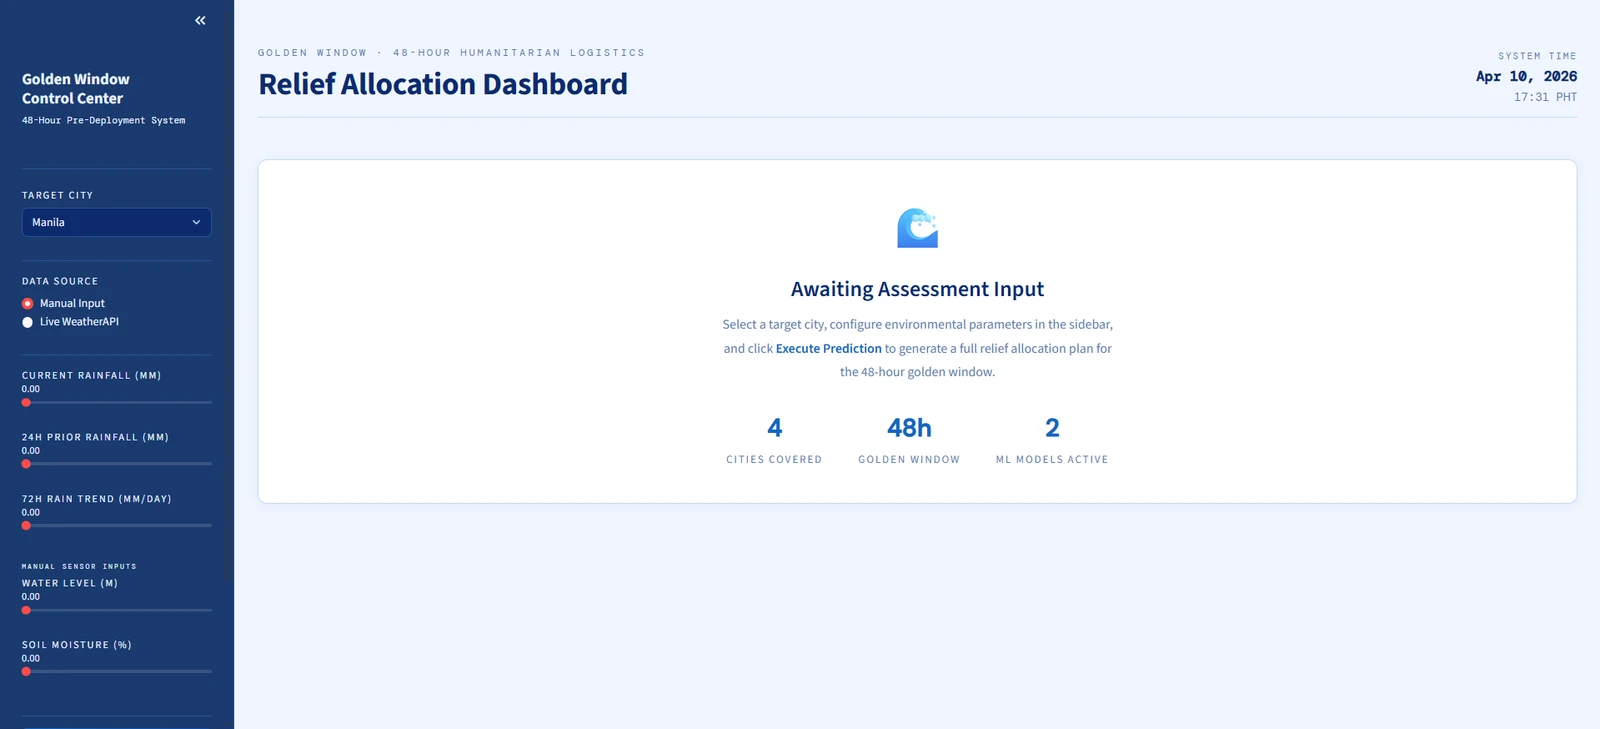 Golden Window
Control Center
48-Hour Pre-Deployment System
TARGET CITY
Manila
DATA SOURCE
Manual Input
Live WeatherAPI
CURRENT RAINFALL (MM)
0.00
24H PRIOR RAINFALL (MM)
0.00
72H RAIN TREND (MM/DAY)
0.00
MANUAL SENSOR INPUTS
WATER LEVEL (M)
0.00
SOIL MOISTURE (%)
0.00
GOLDEN WINDOW · 48-HOUR HUMANITARIAN LOGISTICS
Relief Allocation Dashboard
SYSTEM TIME
Apr 10, 2026
17:31 PHT
Awaiting Assessment Input
Select a target city, configure environmental parameters in the sidebar,
and click Execute Prediction to generate a full relief allocation plan for
the 48-hour golden window.
4 48h 2
CITIES COVERED GOLDEN WINDOW ML MODELS ACTIVE